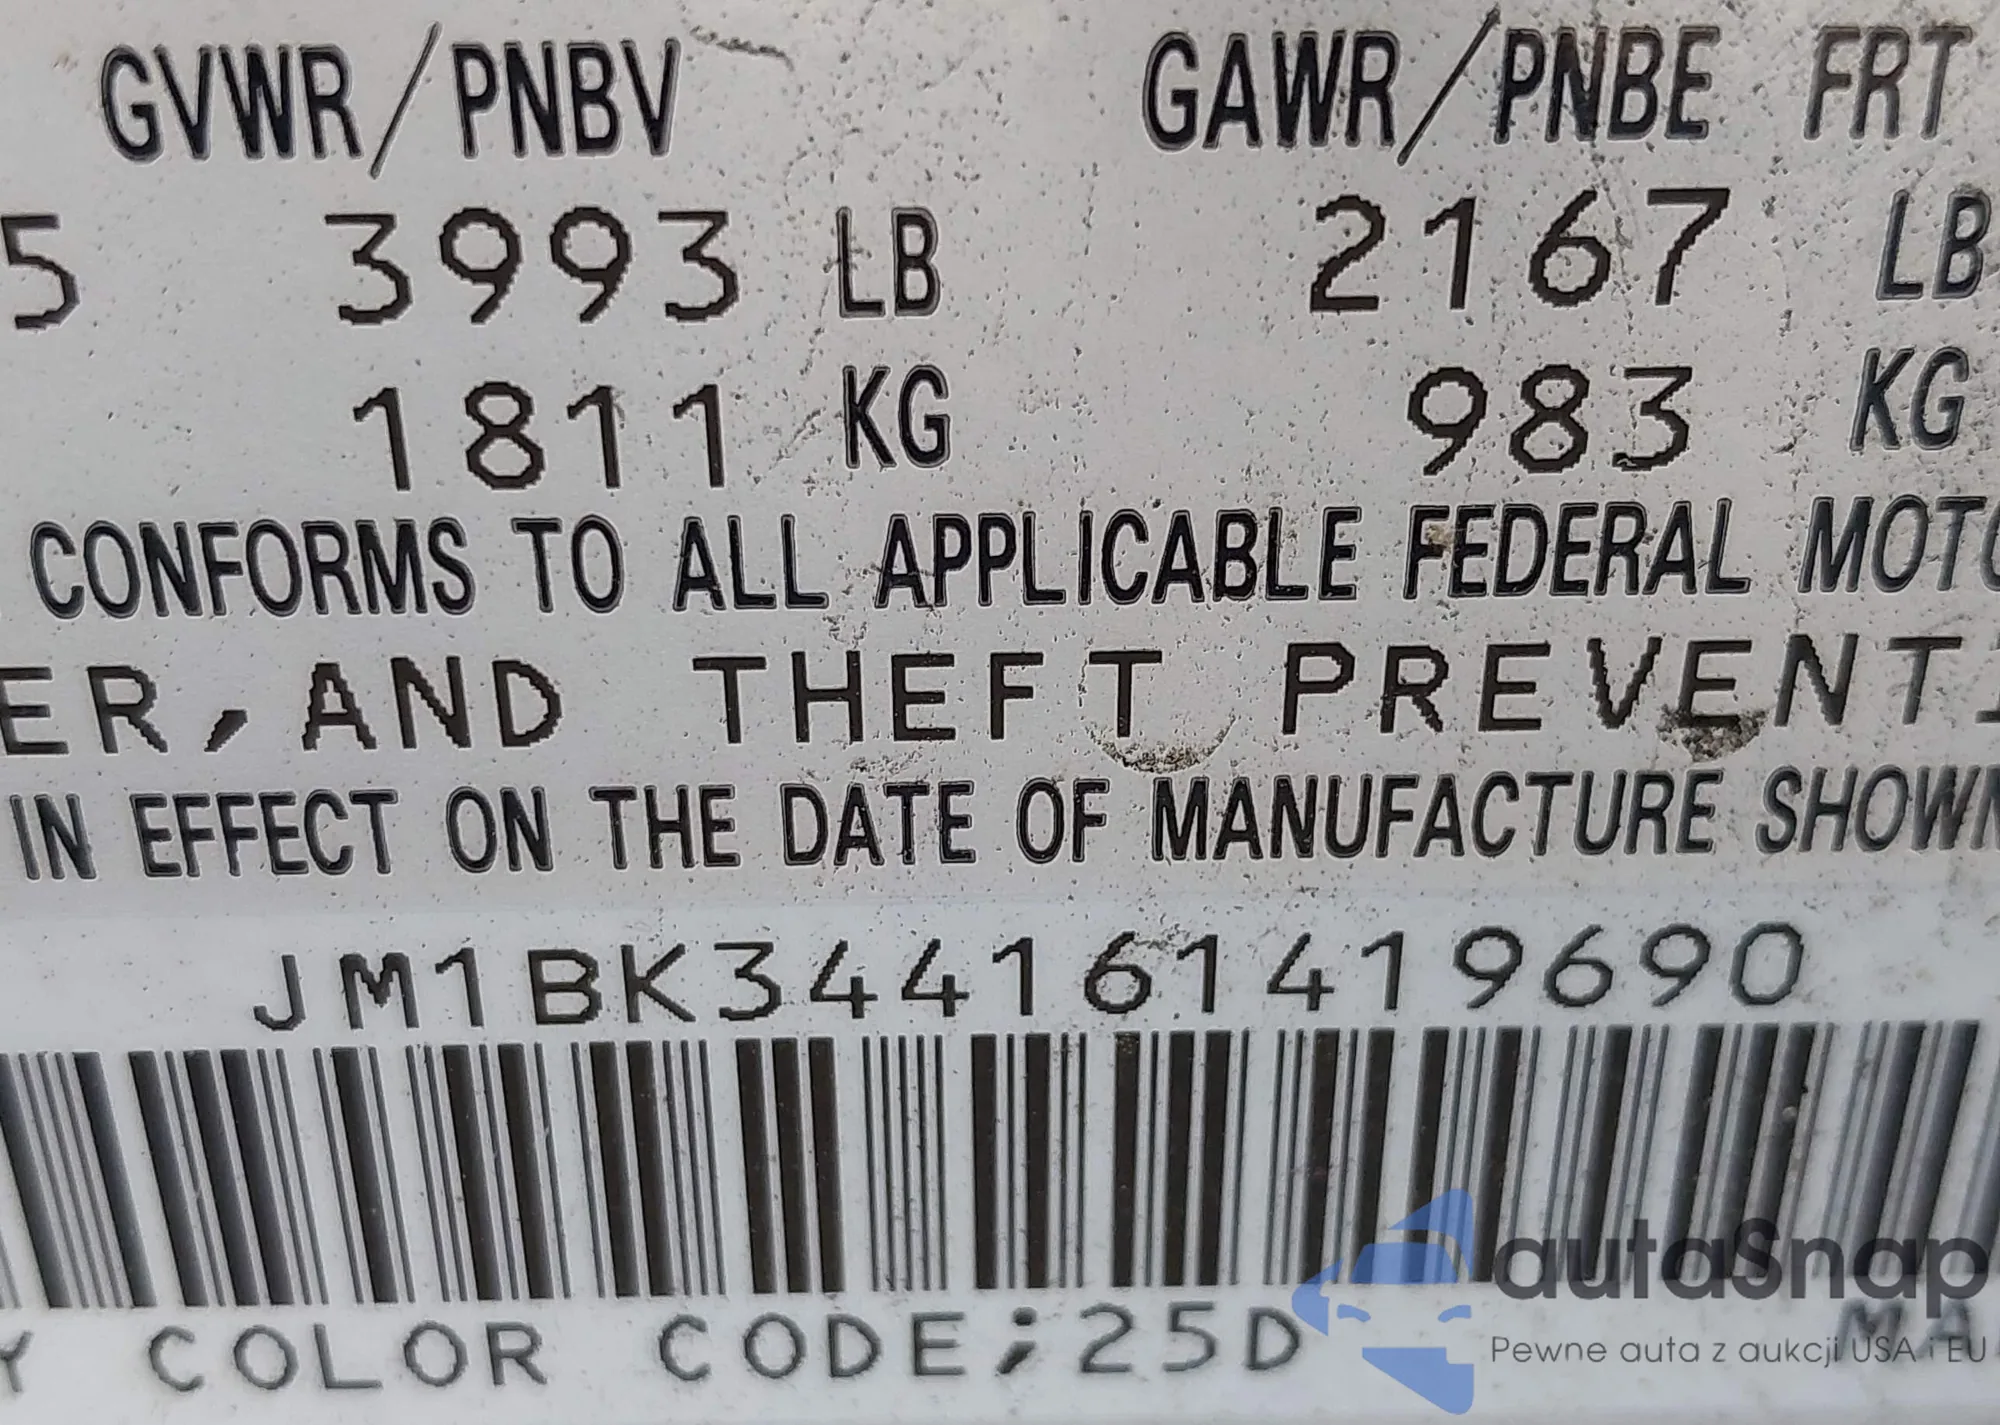 GVWR/PNBV GAWR/PNBE FRT
5 3993 LB 2167 LB
1811 KG 983 KG
CONFORMS TO ALL APPLICABLE FEDERAL MOTO
ER,AND THEFT PREVENTI
IN EFFECT ON THE DATE OF MANUFACTURE SHOWN
JM1BK344161419690
Y COLOR CODE;25D MA
autaSnap
Pewne auta z aukcji USA i EU